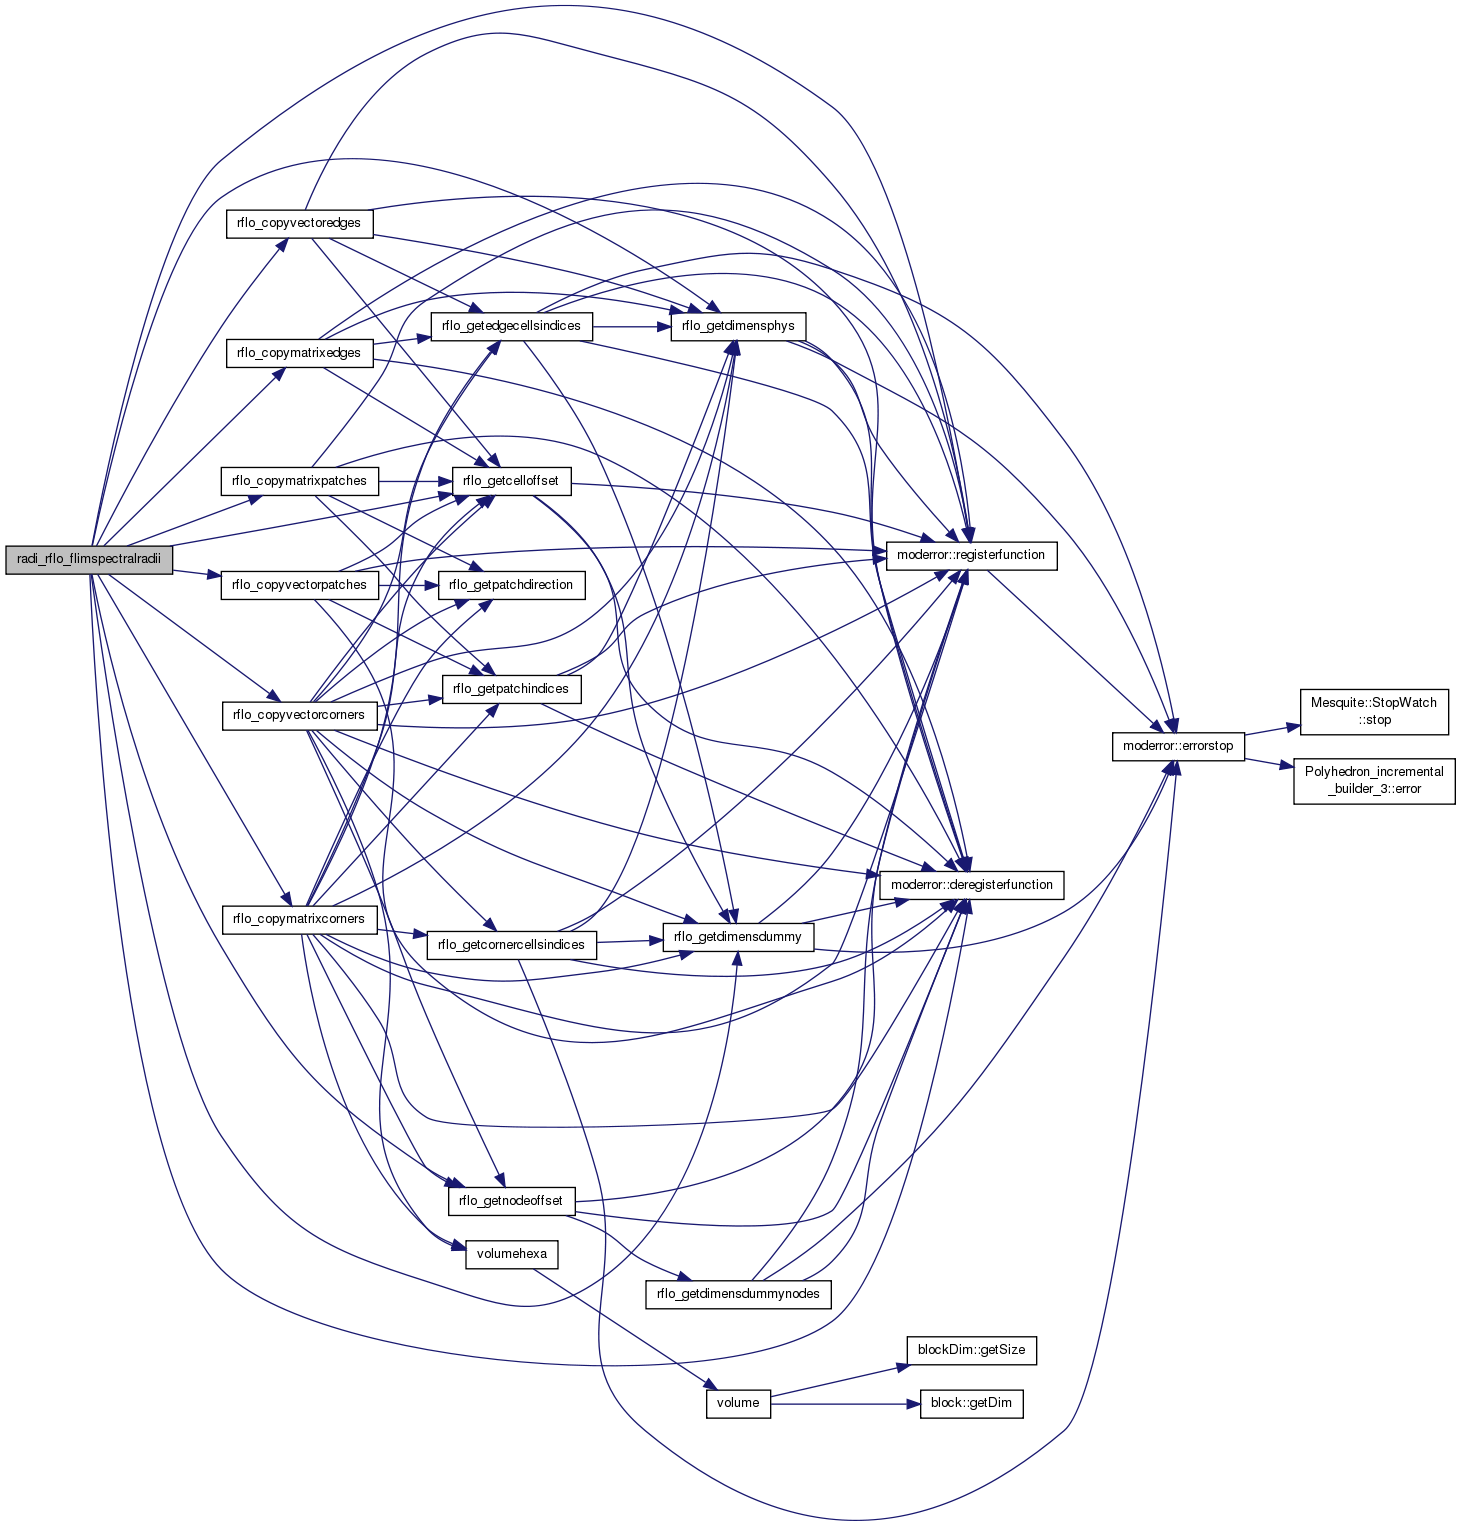 rflo_copyvectoredges
rflo_getedgecellsindices
rflo_getdimensphys
rflo_copymatrixedges
rflo_copymatrixpatches
rflo_getcelloffset
radi_rflo_flimspectralradii
moderror::registerfunction
rflo_copyvectorpatches
rflo_getpatchdirection
rflo_getpatchindices
rflo_copyvectorcorners
Mesquite::StopWatch
::stop
moderror::errorstop
Polyhedron_incremental
_builder_3::error
moderror::deregisterfunction
rflo_copymatrixcorners
rflo_getcornercellsindices
rflo_getdimensdummy
rflo_getnodeoffset
volumehexa
rflo_getdimensdummynodes
blockDim::getSize
volume
block::getDim